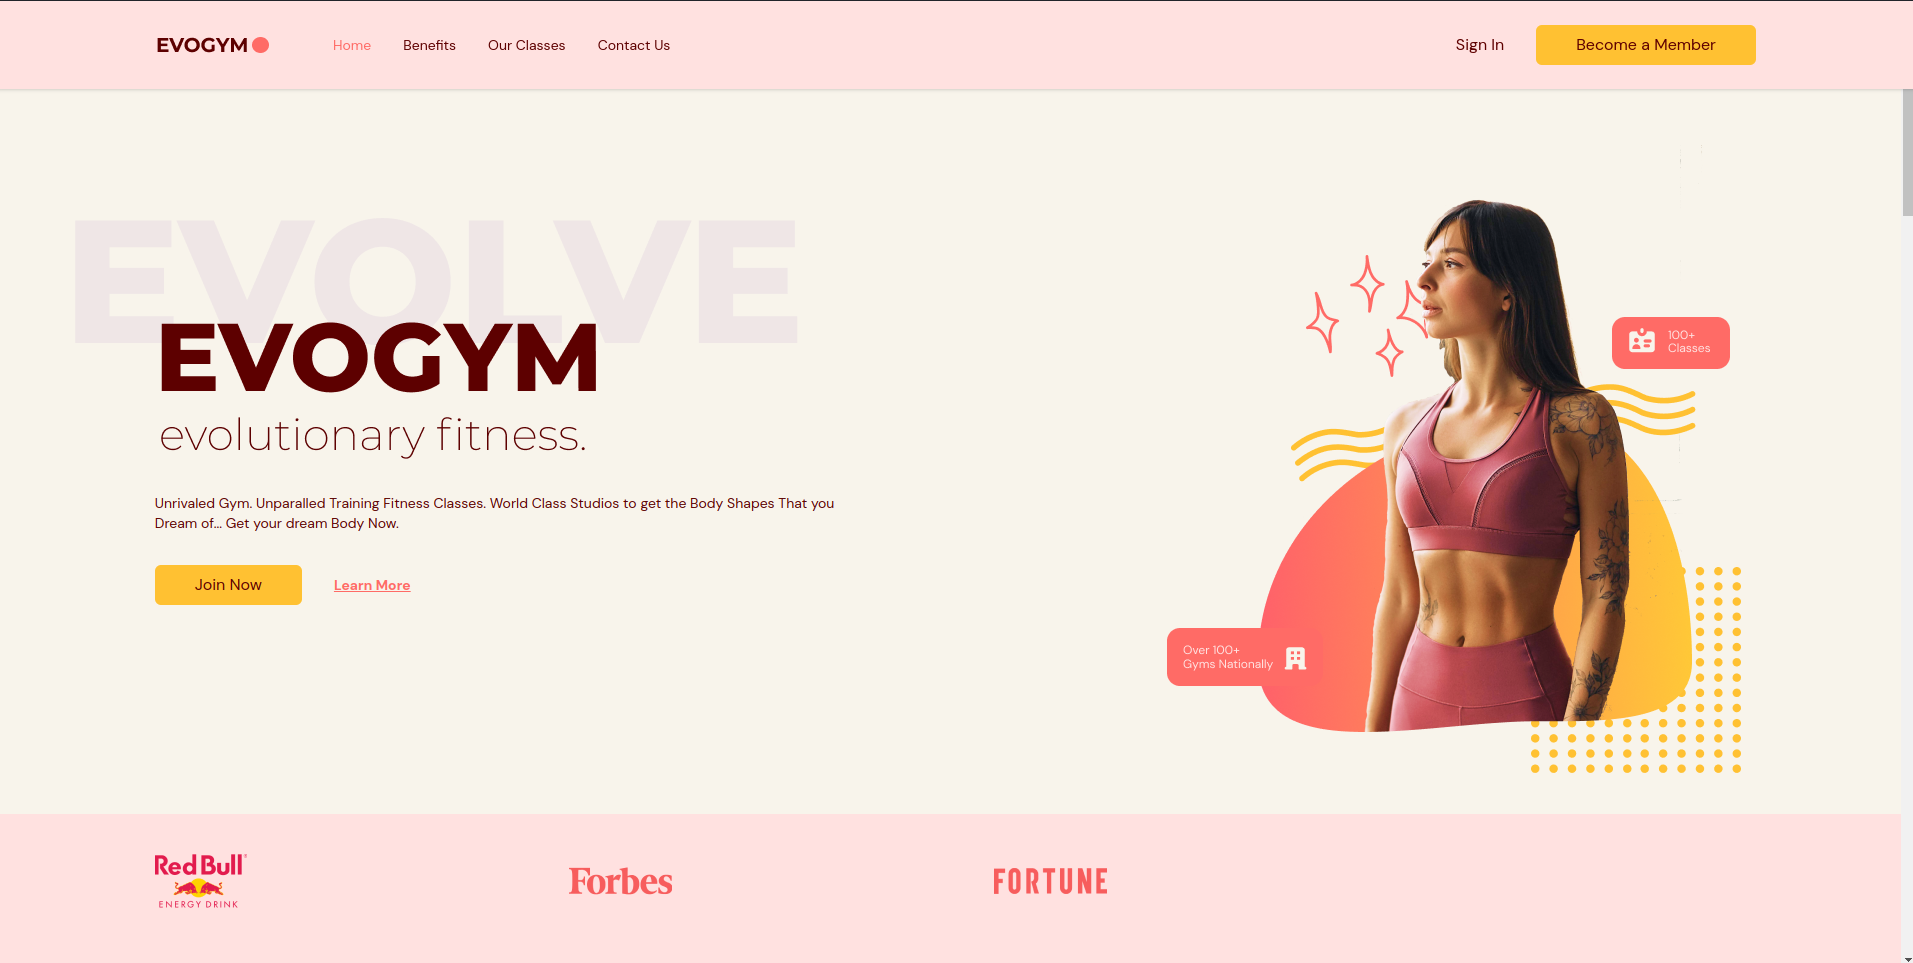 EVOGYM
Home
Benefits
Our Classes
Contact Us
Sign In
Become a Member
EVOLVE
EVOGYM
evolutionary fitness.
Unrivaled Gym. Unparalled Training Fitness Classes. World Class Studios to get the Body Shapes That you
Dream of... Get your dream Body Now.
Join Now
Learn More
100+
Classes
Over 100+
Gyms Nationally
Red Bull
ENERGY DRINK
Forbes
FORTUNE